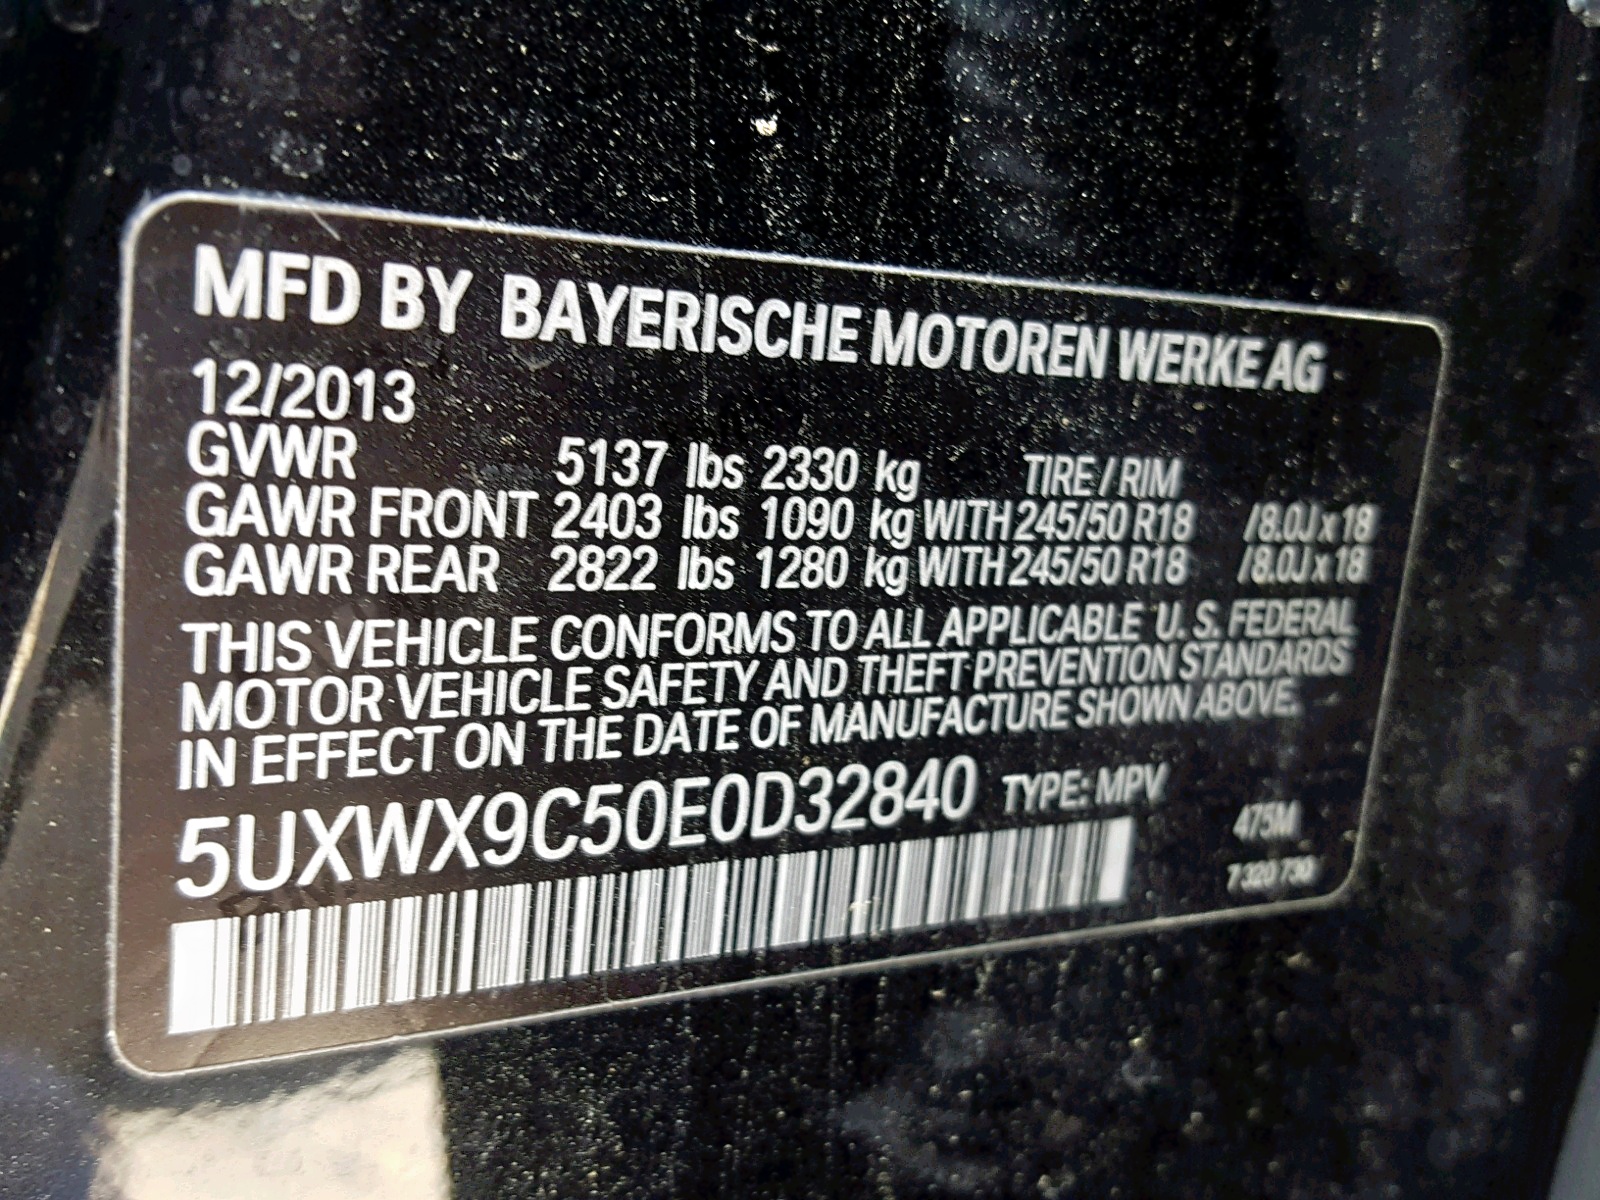 MFD BY BAYERISCHE MOTOREN WERKE AG
12/2013
GVWR 5137 lbs 2330 kg TIRE / RIM
GAWR FRONT 2403 lbs 1090 kg WITH 245/50 R18 /8.0J x 18
GAWR REAR 2822 lbs 1280 kg WITH 245/50 R18 /8.0J x 18
THIS VEHICLE CONFORMS TO ALL APPLICABLE U. S. FEDERAL
MOTOR VEHICLE SAFETY AND THEFT PREVENTION STANDARDS
IN EFFECT ON THE DATE OF MANUFACTURE SHOWN ABOVE.
5UXWX9C50E0D32840 TYPE: MPV
475M
7 320 730